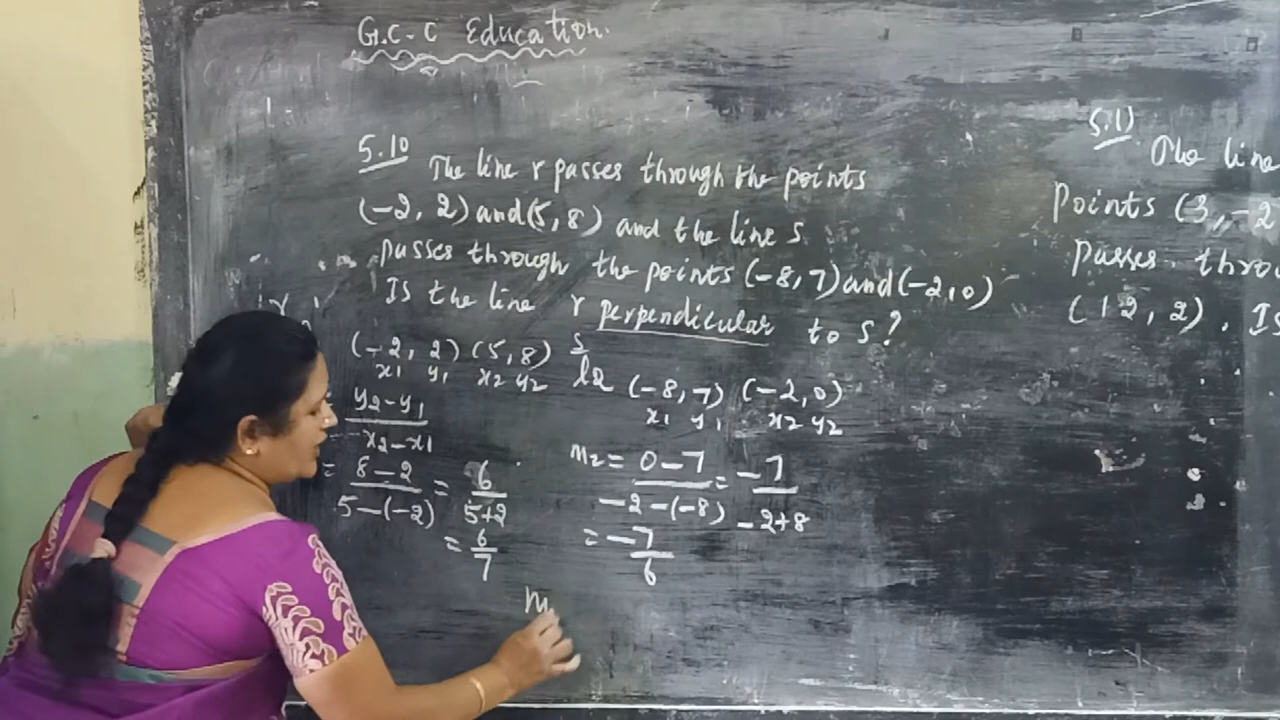 G.C-C Education.
5.10
The line r passes through the points
(-2, 2) and (5, 8) and the line s
passes through the points (-8, 7) and (-2, 0)
Is the line r perpendicular to s?
(-2, 2) (5, 8)
x1 y1 x2 y2
y2-y1
-x2-x1
= 8-2 = 6
5-(-2) 5+2
= 6
7
s
l2 (-8, 7) (-2, 0)
x1 y1 x2 y2
m2 = 0-7 = -7
-2-(-8) -2+8
= -7
6
m
5.11
The line
Points (3, -2
passes throu
(12, 2). Is